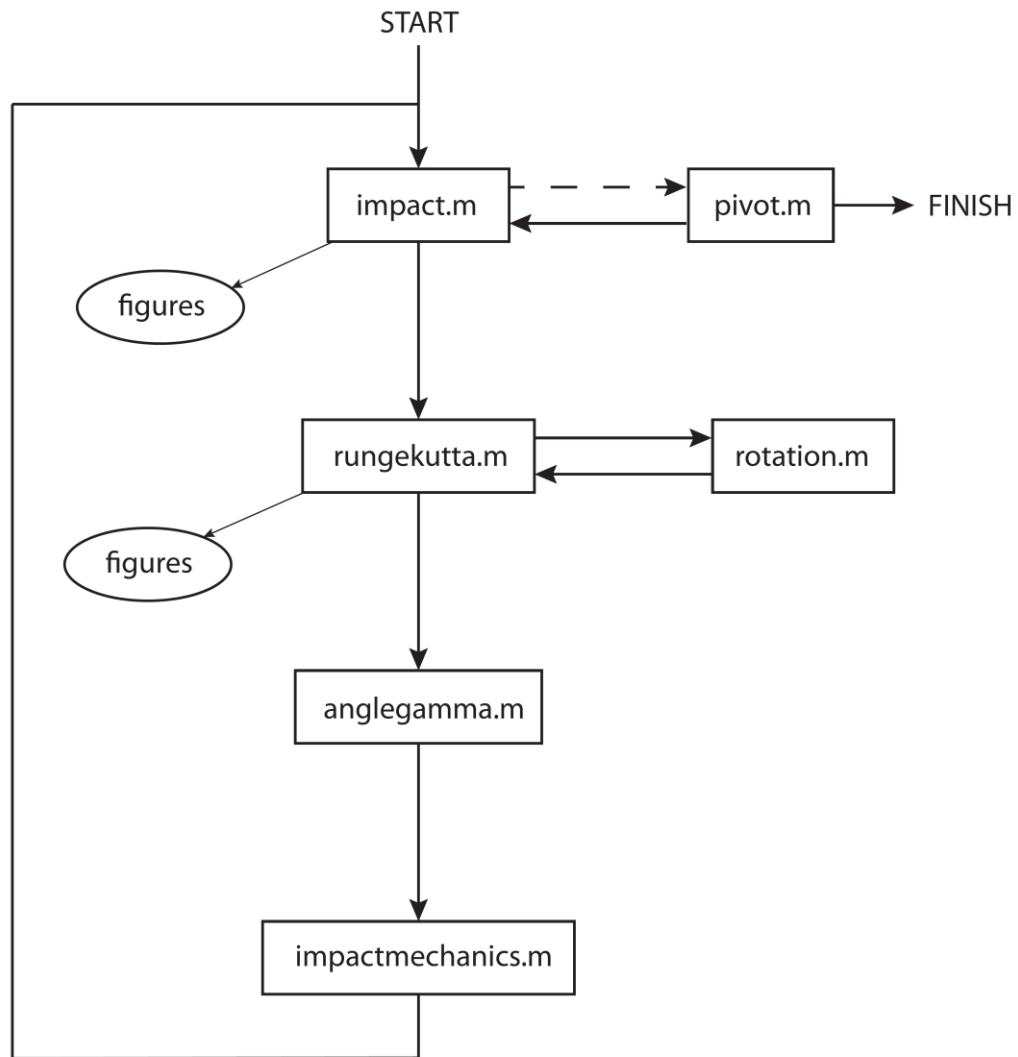 START
impact.m
pivot.m
FINISH
figures
rungekutta.m
rotation.m
figures
anglegamma.m
impactmechanics.m